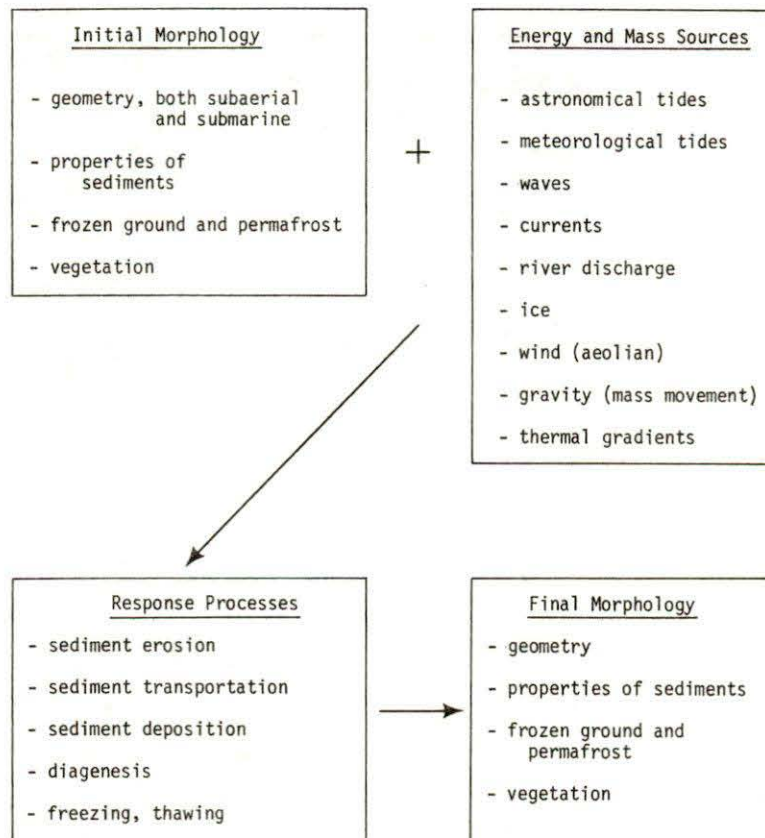 Initial Morphology
- geometry, both subaerial
and submarine
- properties of
sediments
- frozen ground and permafrost
- vegetation
+
Energy and Mass Sources
- astronomical tides
- meteorological tides
- waves
- currents
- river discharge
- ice
- wind (aeolian)
- gravity (mass movement)
- thermal gradients
Response Processes
- sediment erosion
- sediment transportation
- sediment deposition
- diagenesis
- freezing, thawing
Final Morphology
- geometry
- properties of sediments
- frozen ground and
permafrost
- vegetation